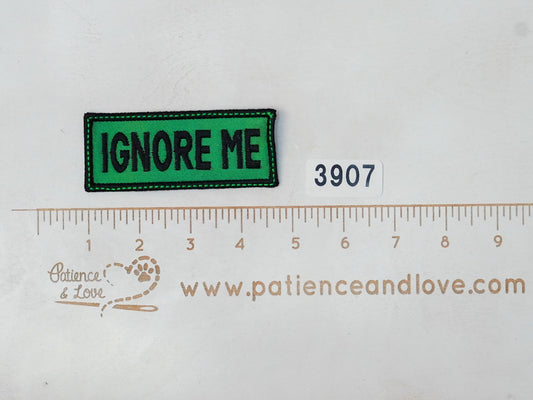 IGNORE ME
3907
1 2 3 4 5 6 7 8 9
Patience
& Love
www.patienceandlove.com